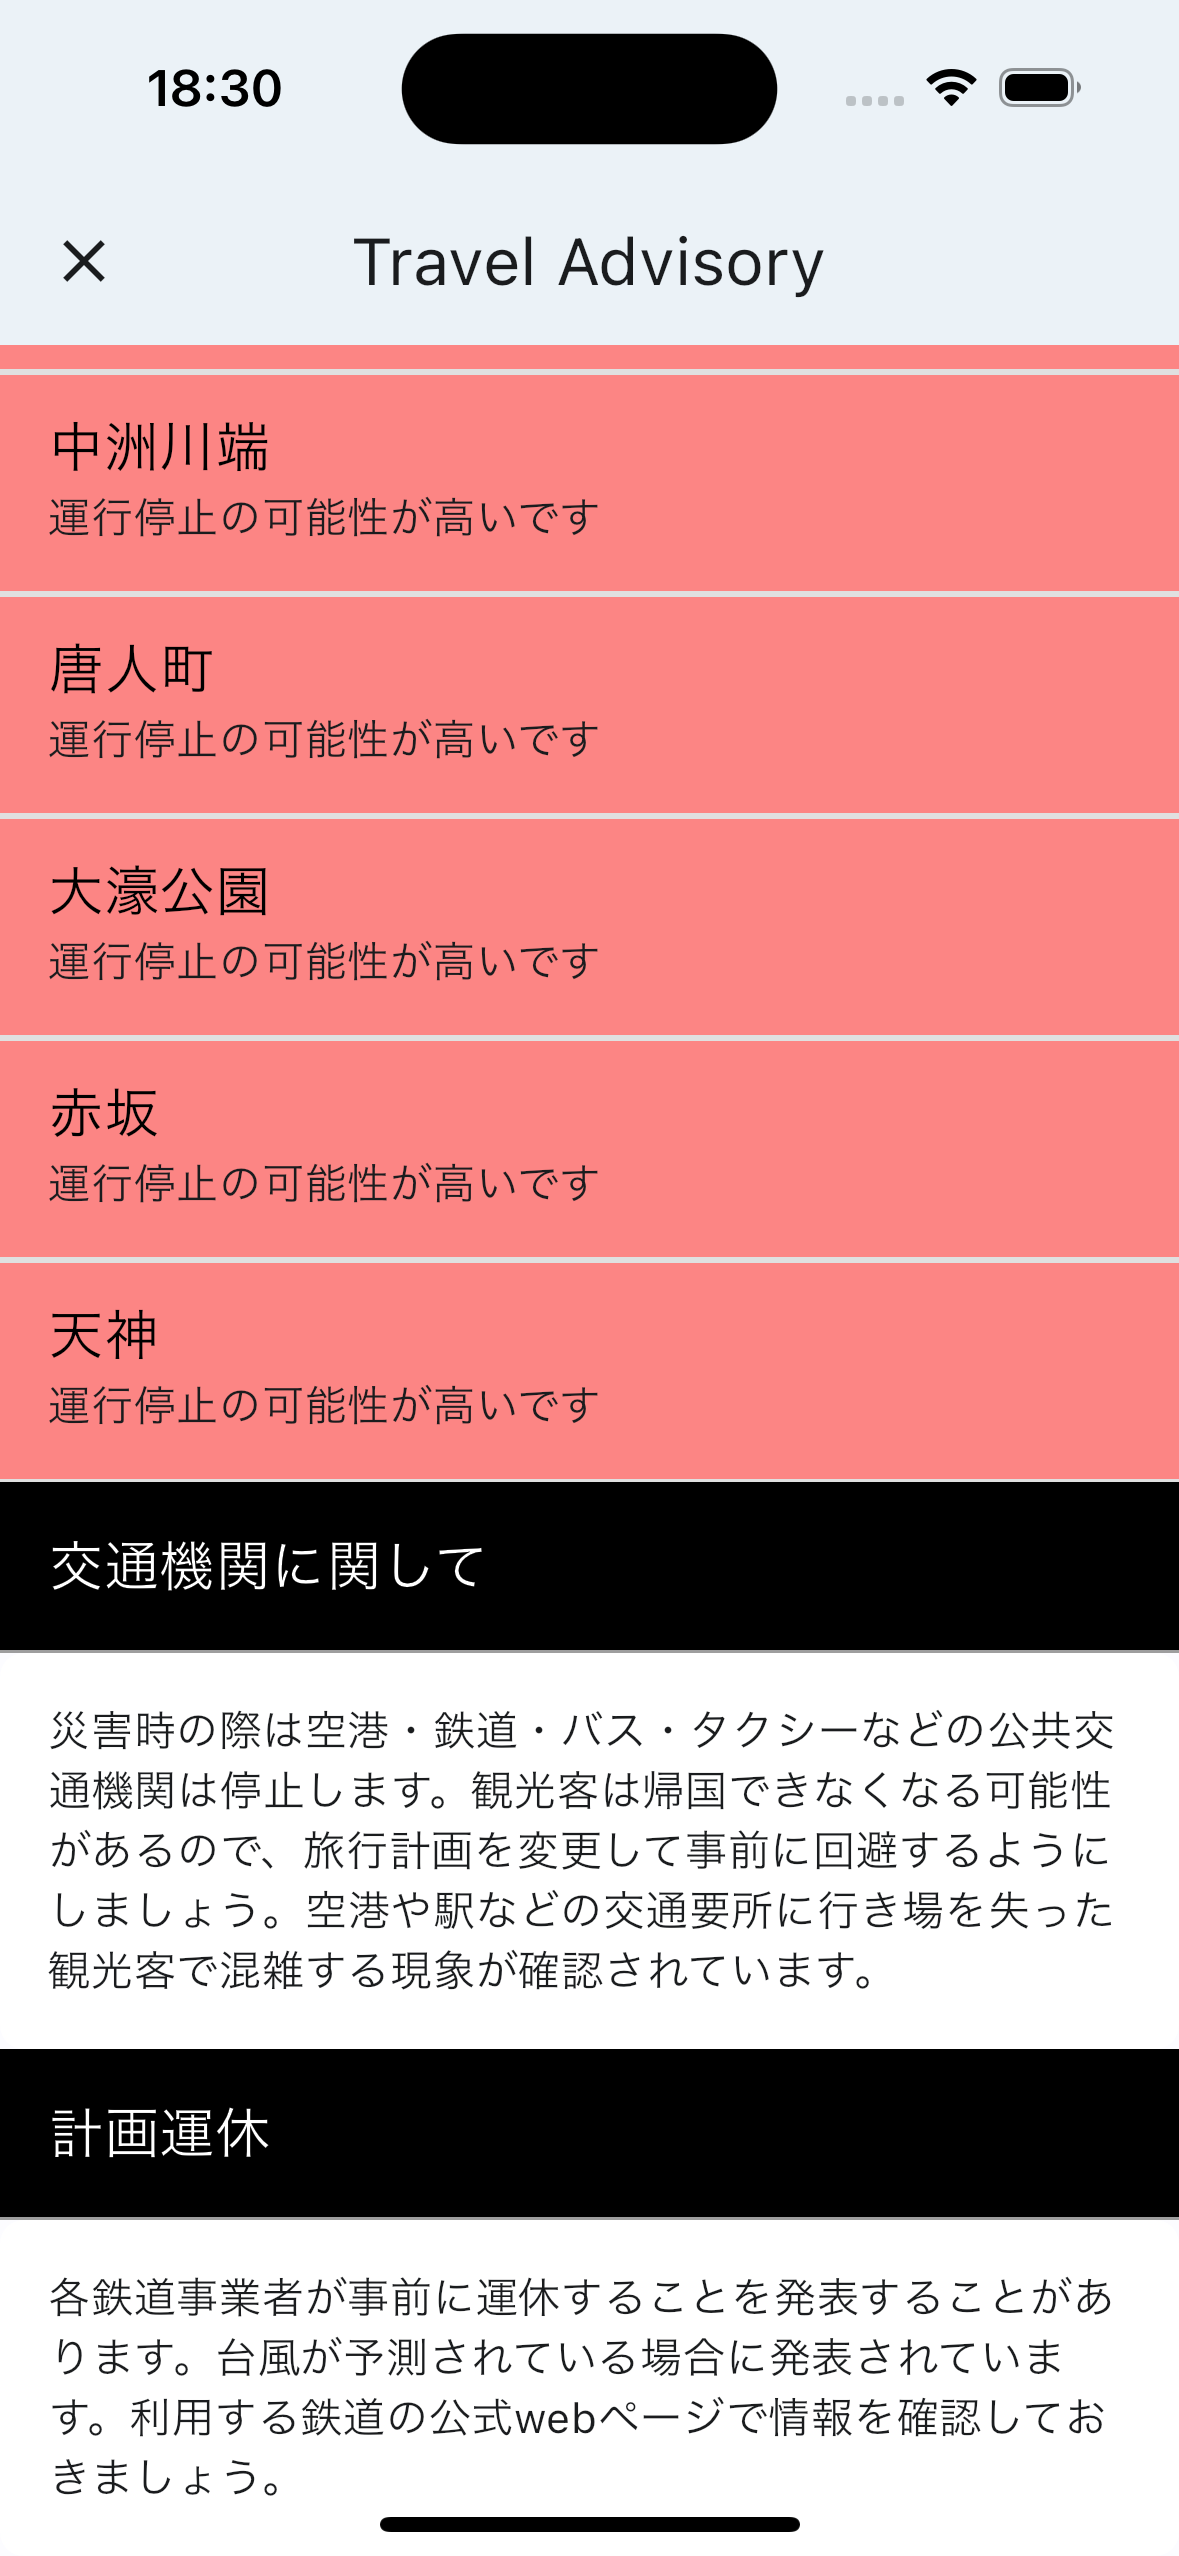 18:30
Travel Advisory
中洲川端
運行停止の可能性が高いです
唐人町
運行停止の可能性が高いです
大濠公園
運行停止の可能性が高いです
赤坂
運行停止の可能性が高いです
天神
運行停止の可能性が高いです
交通機関に関して
災害時の際は空港・鉄道・バス・タクシーなどの公共交
通機関は停止します。観光客は帰国できなくなる可能性
があるので、旅行計画を変更して事前に回避するように
しましょう。空港や駅などの交通要所に行き場を失った
観光客で混雑する現象が確認されています。
計画運休
各鉄道事業者が事前に運休することを発表することがあ
ります。台風が予測されている場合に発表されていま
す。利用する鉄道の公式webページで情報を確認してお
きましょう。